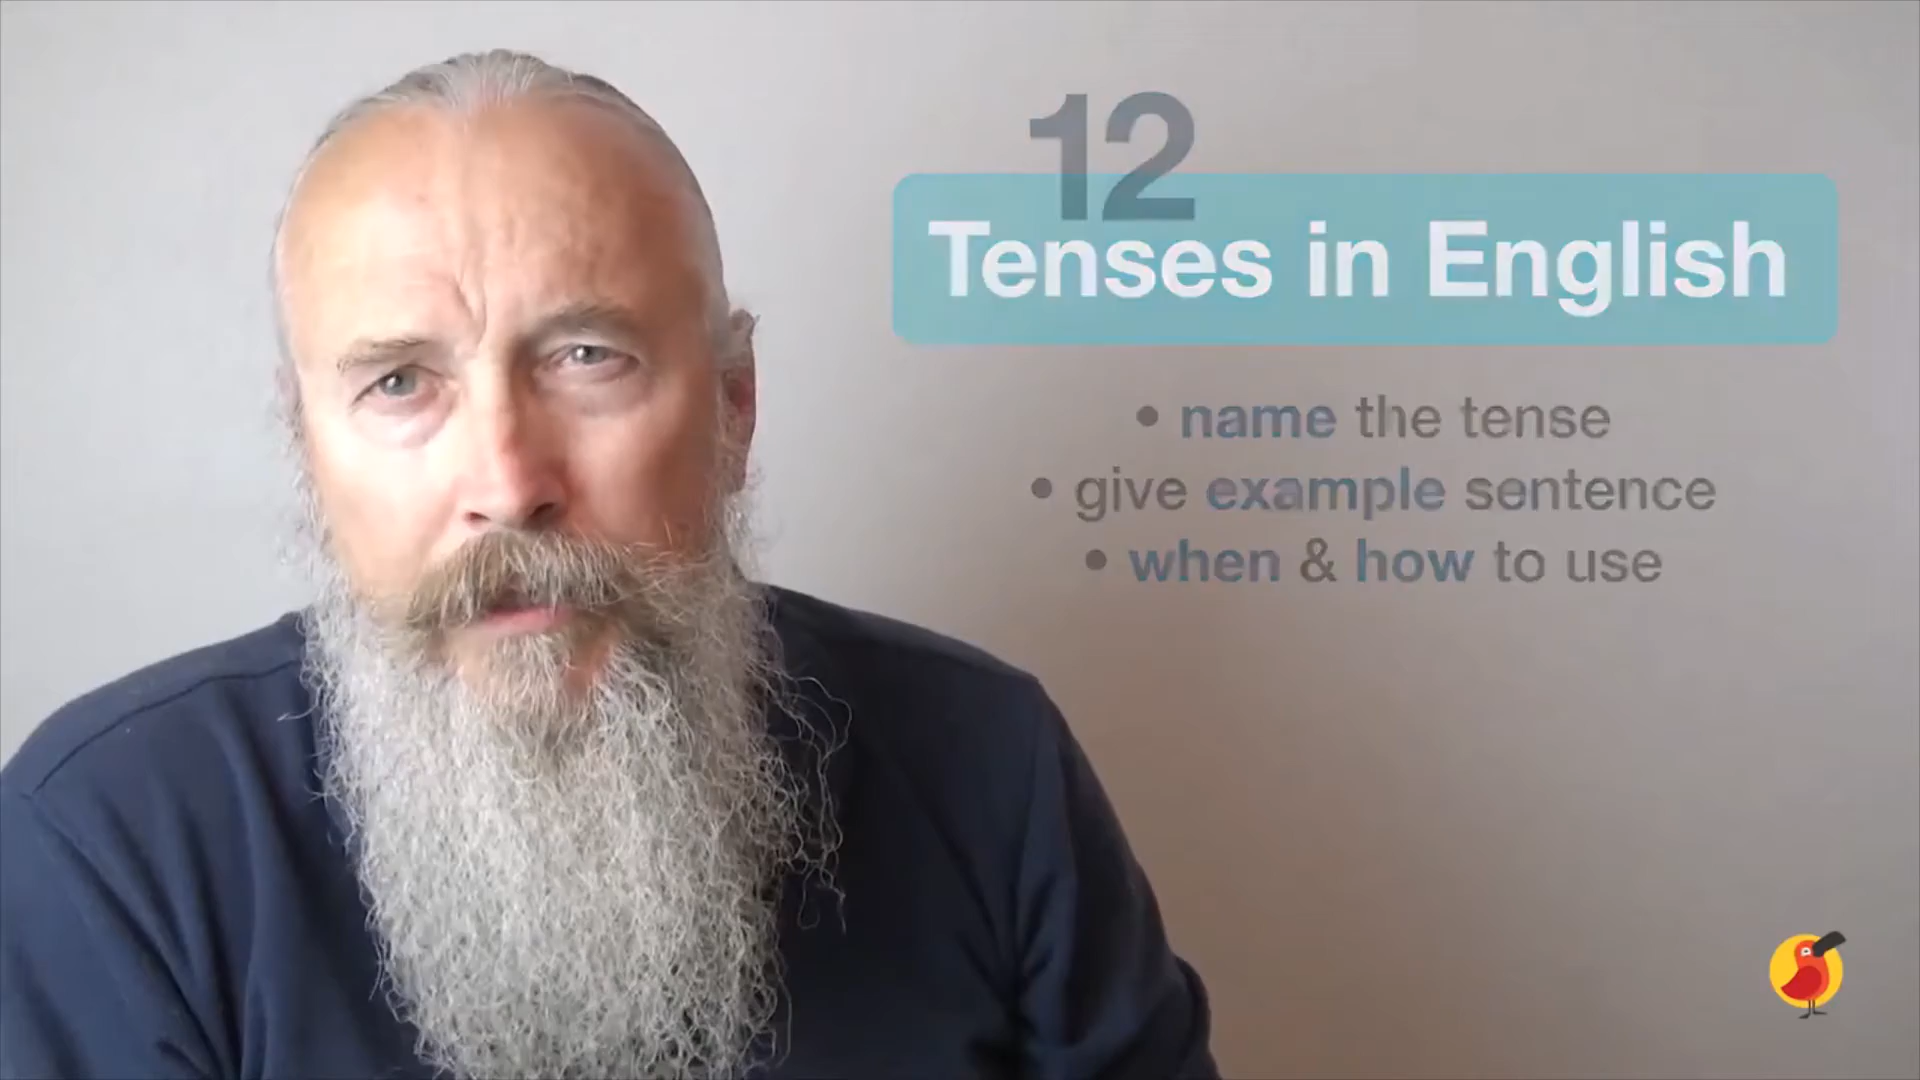 12
Tenses in English
• name the tense
• give example sentence
• when & how to use